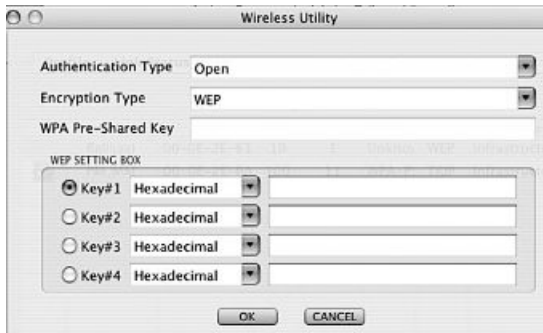 Wireless Utility
Authentication Type Open
Encryption Type WEP
WPA Pre-Shared Key
WEP SETTING BOX
Key#1 Hexadecimal
Key#2 Hexadecimal
Key#3 Hexadecimal
Key#4 Hexadecimal
OK CANCEL